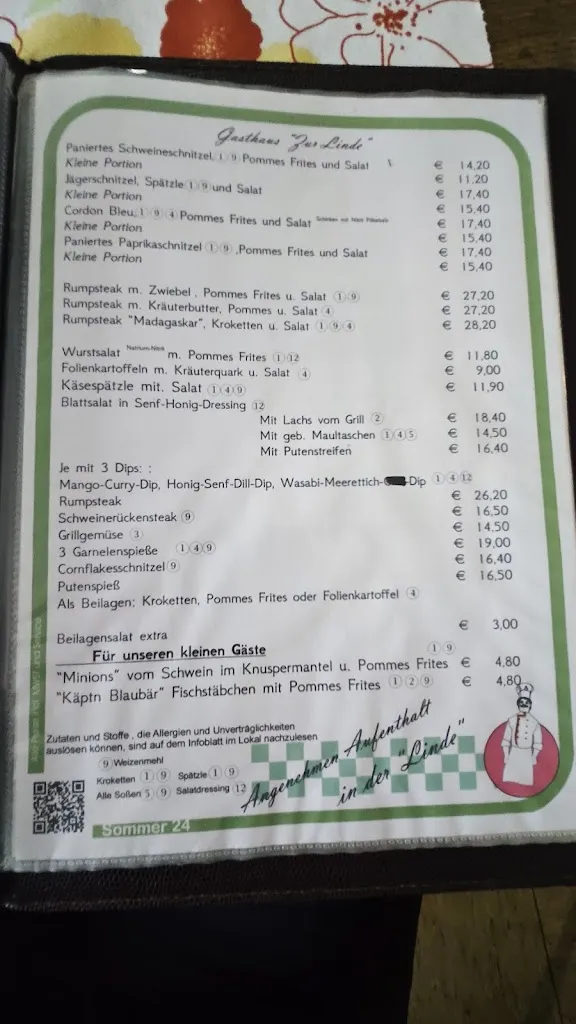 Gasthaus "Zur Linde"
Paniertes Schweineschnitzel, 1 9 Pommes Frites und Salat € 14,20
Kleine Portion € 11,20
Jägerschnitzel, Spätzle 1 9 und Salat € 17,40
Kleine Portion € 15,40
Cordon Bleu, 1 9 4 Pommes Frites und Salat € 17,40
Kleine Portion € 15,40
Paniertes Paprikaschnitzel 1 9 ,Pommes Frites und Salat € 17,40
Kleine Portion € 15,40
Rumpsteak m. Zwiebel , Pommes Frites u. Salat 1 9 € 27,20
Rumpsteak m. Kräuterbutter, Pommes u. Salat 4 € 27,20
Rumpsteak "Madagaskar", Kroketten u. Salat 1 9 4 € 28,20
Wurstsalat m. Pommes Frites 1 12 € 11,80
Folienkartoffeln m. Kräuterquark u. Salat 4 € 9,00
Käsespätzle mit. Salat 1 4 9 € 11,90
Blattsalat in Senf-Honig-Dressing 12
Mit Lachs vom Grill 2 € 18,40
Mit geb. Maultaschen 1 4 5 € 14,50
Mit Putenstreifen € 16,40
Je mit 3 Dips: :
Mango-Curry-Dip, Honig-Senf-Dill-Dip, Wasabi-Meerettich- -Dip 1 4 12
Rumpsteak € 26,20
Schweinerückensteak 9 € 16,50
Grillgemüse 3 € 14,50
3 Garnelenspieße 1 4 9 € 19,00
Cornflakesschnitzel 9 € 16,40
Putenspieß € 16,50
Als Beilagen: Kroketten, Pommes Frites oder Folienkartoffel 4
Beilagensalat extra € 3,00
Für unseren kleinen Gäste
"Minions" vom Schwein im Knuspermantel u. Pommes Frites 1 9 € 4,80
"Käptn Blaubär" Fischstäbchen mit Pommes Frites 1 2 9 € 4,80
Zutaten und Stoffe , die Allergien und Unverträglichkeiten
auslösen können, sind auf dem Infoblatt im Lokal nachzulesen
9 Weizenmehl
Kroketten 1 9 Spätzle 1 9
Alle Soßen 5 9 Salatdressing 12
Angenehmen Aufenthalt
in der "Linde"
Sommer 24